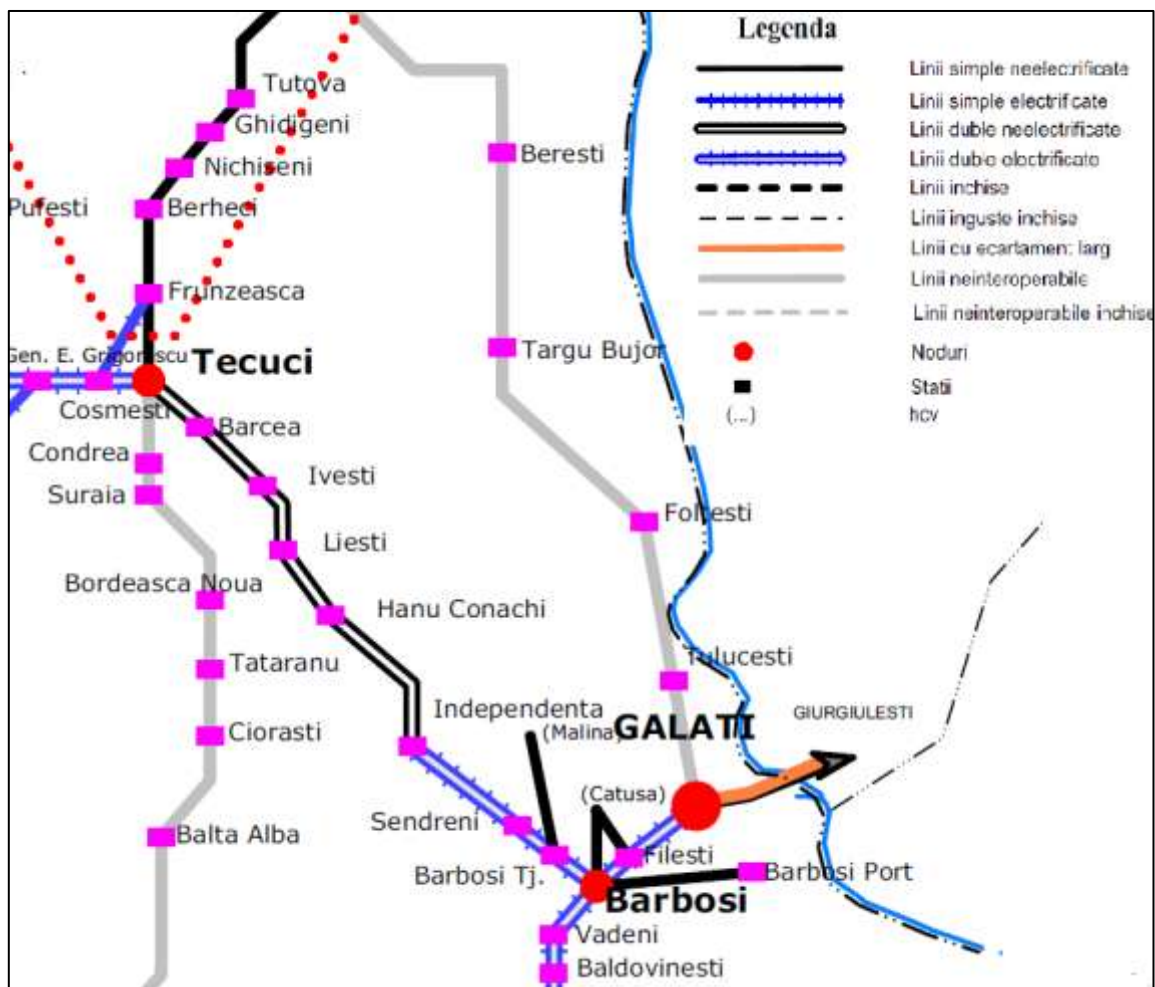 Legenda
Linii simple neelectrificate
Linii simple electrificate
Linii duble neelectrificate
Linii duble electrificate
Linii inchise
Linii inguste inchise
Linii cu ecartament larg
Linii neinteroperabile
Linii neinteroperabile inchise
Noduri
Statii
(...) hcv
Tutova
Ghidigeni
Nichiseni
Beresti
Pufesti
Berheci
Frunzeasca
Gen. E. Grigorescu
Tecuci
Targu Bujor
Cosmesti
Barcea
Condrea
Ivesti
Suraia
Foltesti
Liesti
Bordeasca Noua
Hanu Conachi
Tataranu
Tulucesti
Independenta
GIURGIULESTI
Ciorasti
(Malina)
GALATI
(Catusa)
Sendreni
Balta Alba
Filesti
Barbosi Tj.
Barbosi Port
Barbosi
Vadeni
Baldovinesti